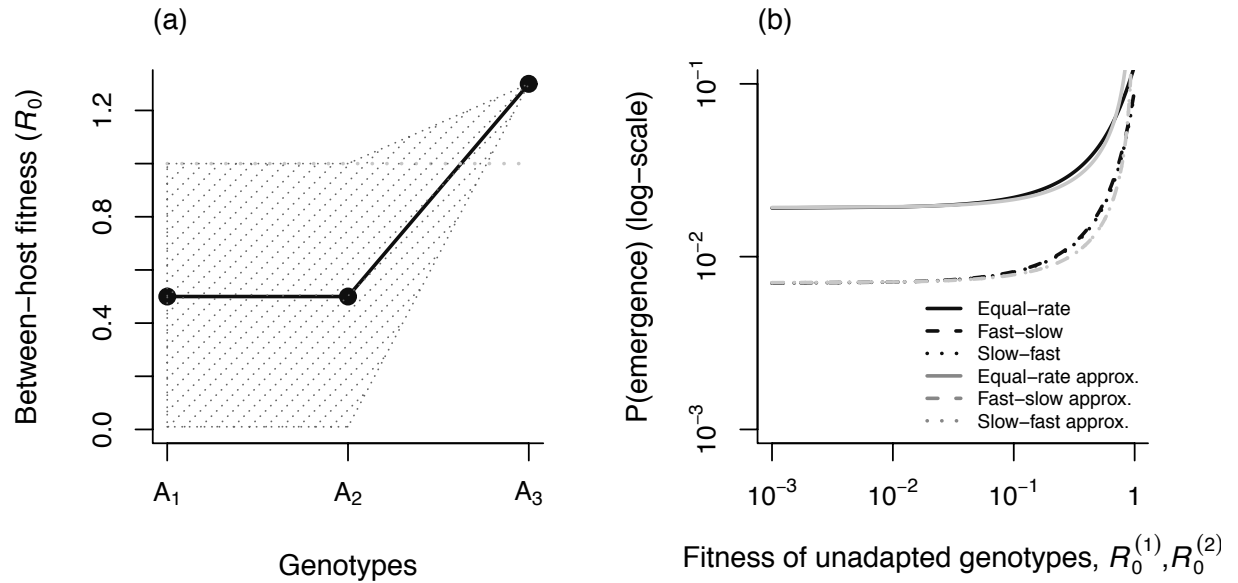 (a)
Between−host fitness (R₀)
1.2
0.8
0.4
0.0
A₁ A₂ A₃
Genotypes
(b)
P(emergence) (log−scale)
10⁻¹
10⁻²
10⁻³
Equal−rate
Fast−slow
Slow−fast
Equal−rate approx.
Fast−slow approx.
Slow−fast approx.
10⁻³ 10⁻² 10⁻¹ 1
Fitness of unadapted genotypes, R₀⁽¹⁾,R₀⁽²⁾